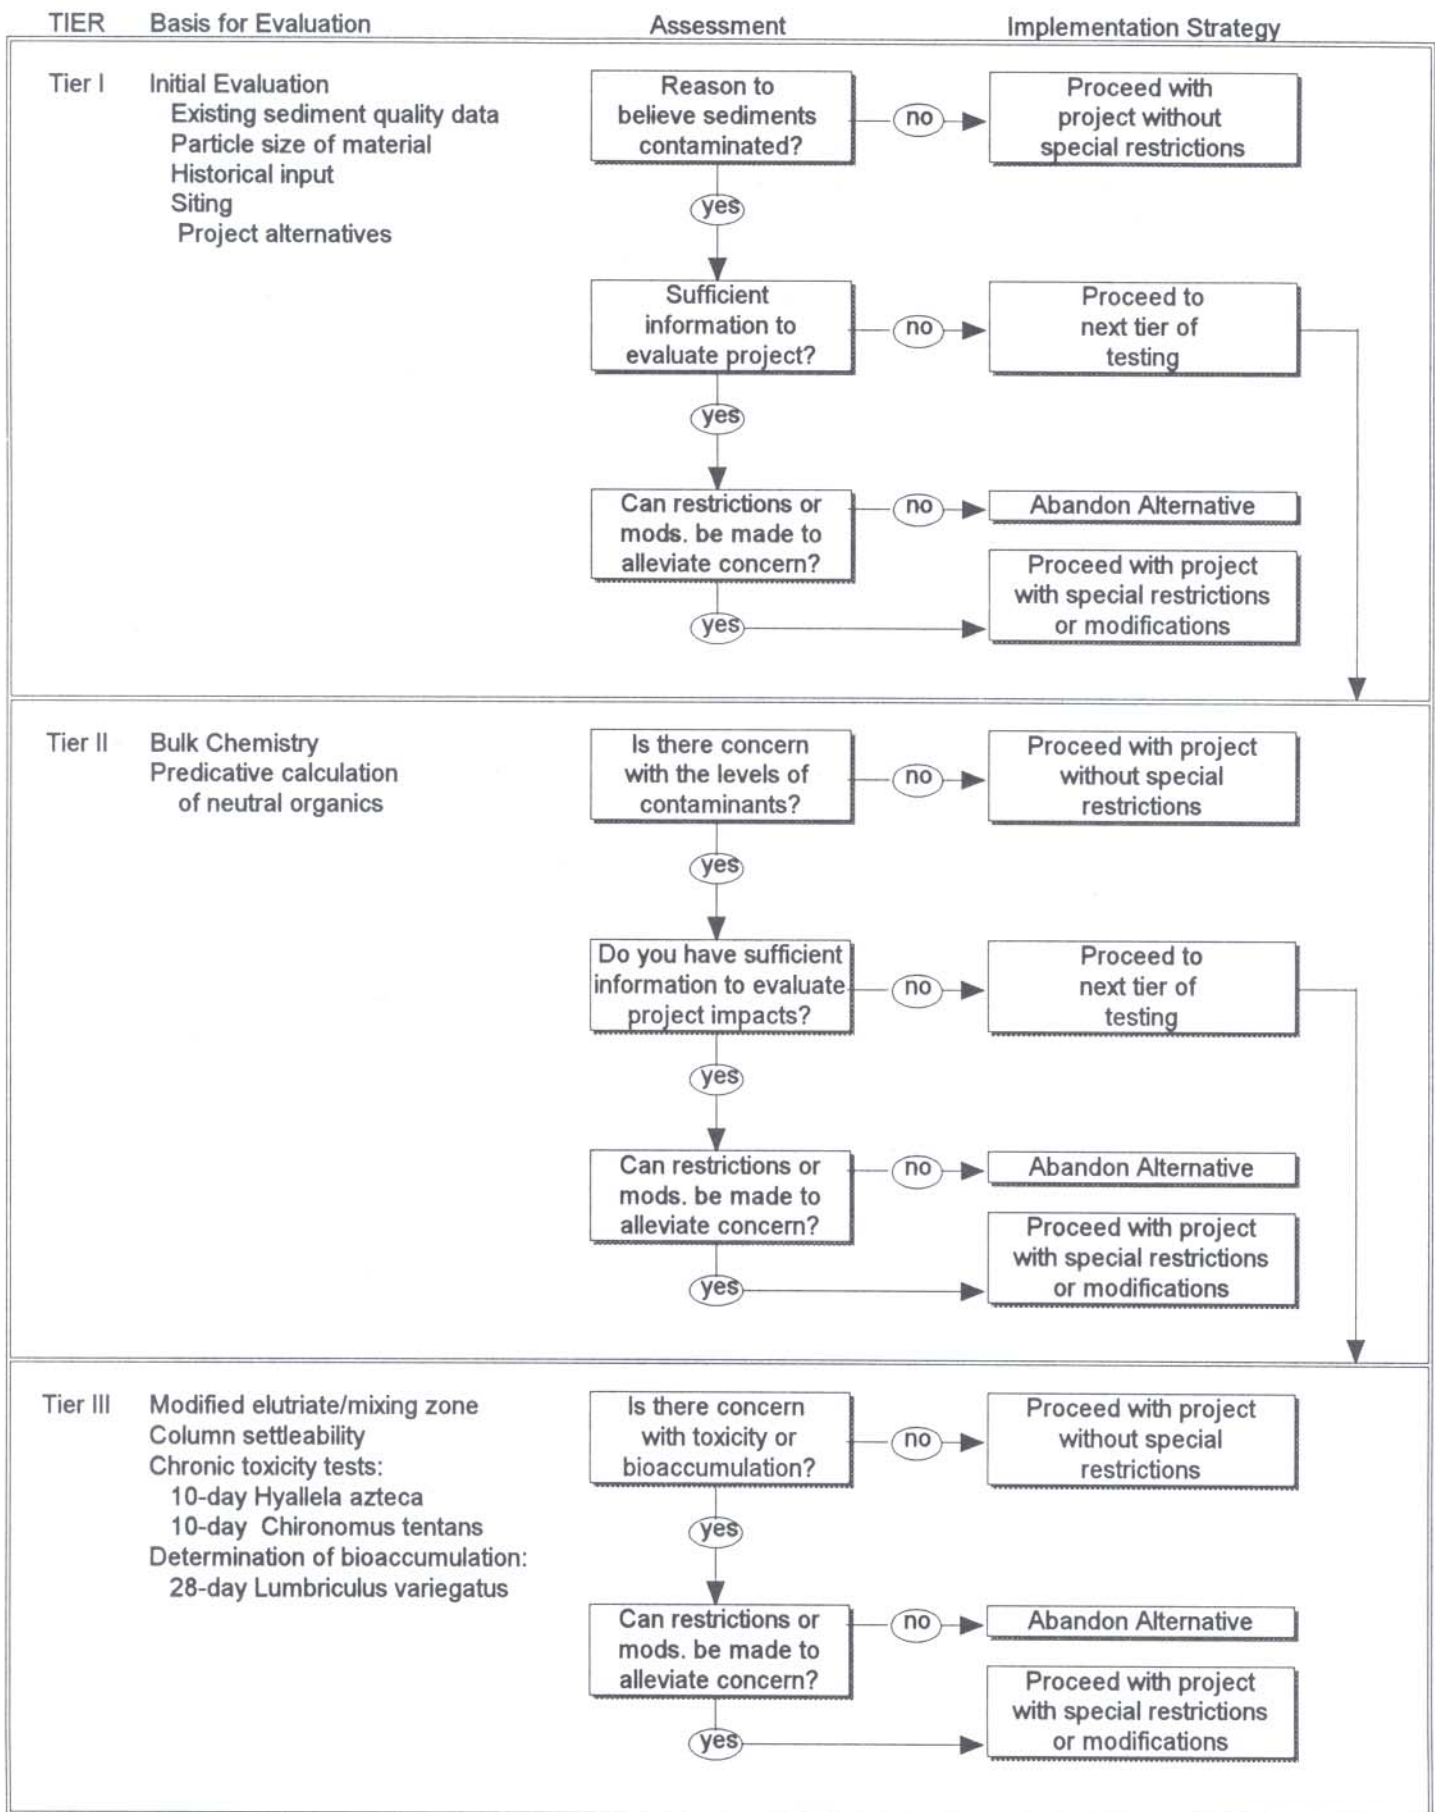 TIER Basis for Evaluation Assessment Implementation Strategy
Tier I Initial Evaluation
Existing sediment quality data
Particle size of material
Historical input
Siting
Project alternatives
Reason to
believe sediments
contaminated?
no
Proceed with
project without
special restrictions
yes
Sufficient
information to
evaluate project?
no
Proceed to
next tier of
testing
yes
Can restrictions or
mods. be made to
alleviate concern?
no
Abandon Alternative
yes
Proceed with project
with special restrictions
or modifications
Tier II Bulk Chemistry
Predicative calculation
of neutral organics
Is there concern
with the levels of
contaminants?
no
Proceed with project
without special
restrictions
yes
Do you have sufficient
information to evaluate
project impacts?
no
Proceed to
next tier of
testing
yes
Can restrictions or
mods. be made to
alleviate concern?
no
Abandon Alternative
yes
Proceed with project
with special restrictions
or modifications
Tier III Modified elutriate/mixing zone
Column settleability
Chronic toxicity tests:
10-day Hyallela azteca
10-day Chironomus tentans
Determination of bioaccumulation:
28-day Lumbriculus variegatus
Is there concern
with toxicity or
bioaccumulation?
no
Proceed with project
without special
restrictions
yes
Can restrictions or
mods. be made to
alleviate concern?
no
Abandon Alternative
yes
Proceed with project
with special restrictions
or modifications